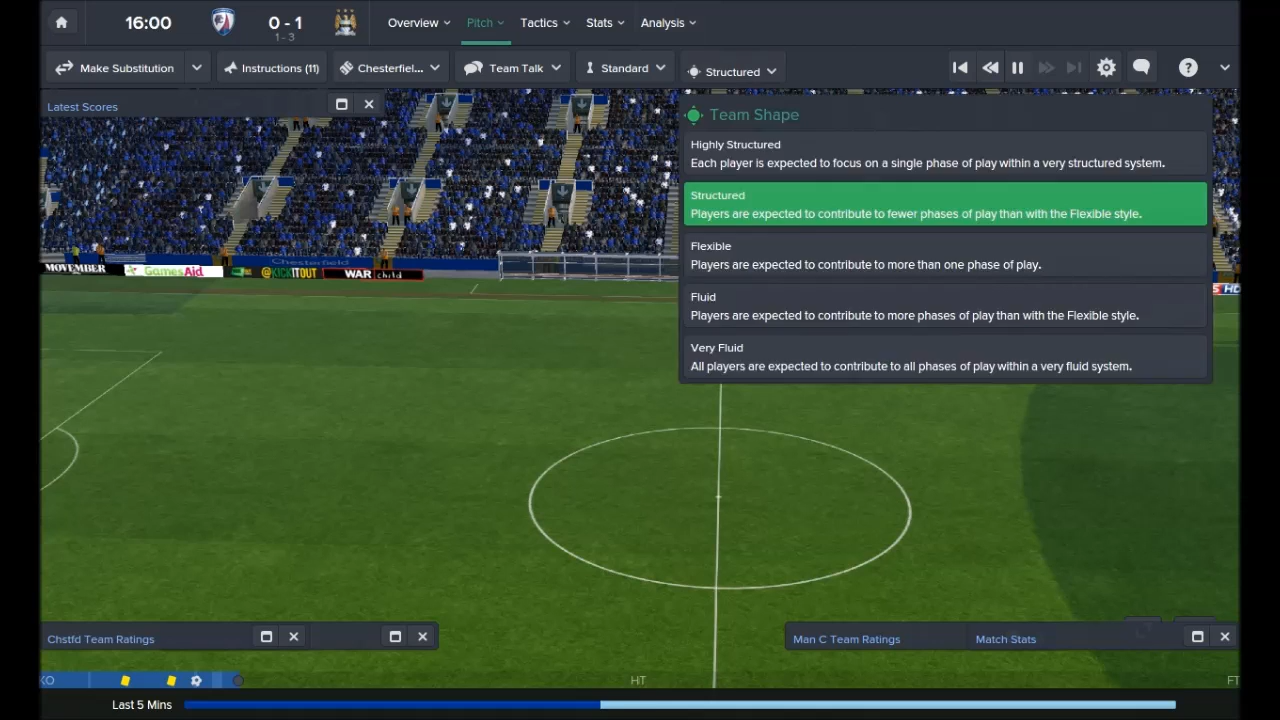 16:00
0 - 1
1 - 3
Overview
Pitch
Tactics
Stats
Analysis
Make Substitution
Instructions (11)
Chesterfiel...
Team Talk
Standard
Structured
?
Latest Scores
Team Shape
Highly Structured
Each player is expected to focus on a single phase of play within a very structured system.
Structured
Players are expected to contribute to fewer phases of play than with the Flexible style.
Flexible
Players are expected to contribute to more than one phase of play.
Fluid
Players are expected to contribute to more phases of play than with the Flexible style.
Very Fluid
All players are expected to contribute to all phases of play within a very fluid system.
Chesterfield
MOVEMBER
GamesAid
@KICKITOUT
WAR child
HD
Chstfd Team Ratings
Man C Team Ratings
Match Stats
KO
HT
FT
Last 5 Mins